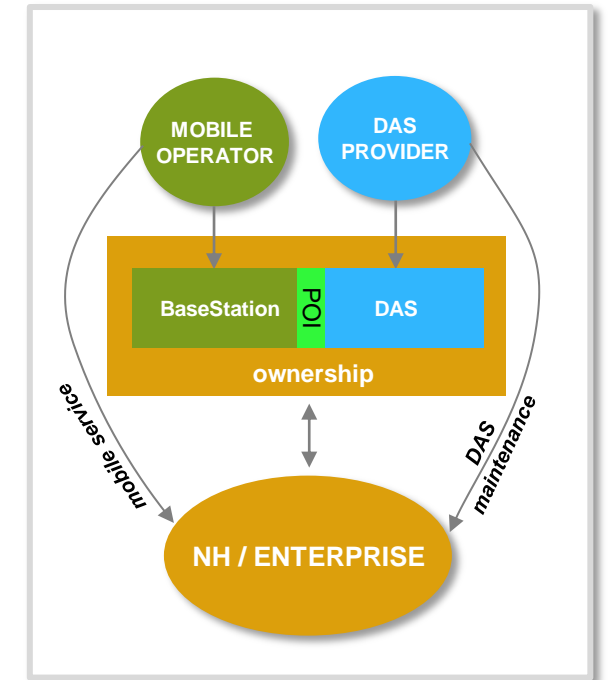 MOBILE
OPERATOR
DAS
PROVIDER
BaseStation
POI
DAS
ownership
mobile service
DAS
maintenance
NH / ENTERPRISE